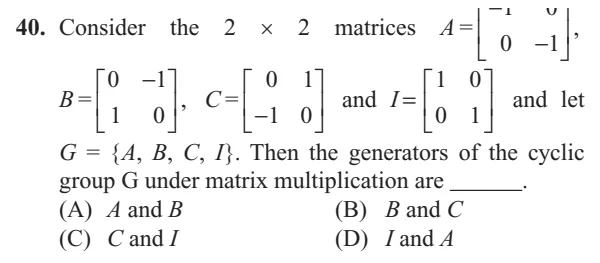 40. Consider the 2 × 2 matrices A=[−1 0; 0 −1],
B=[0 −1; 1 0], C=[0 1; −1 0] and I=[1 0; 0 1] and let
G = {A, B, C, I}. Then the generators of the cyclic
group G under matrix multiplication are ______.
(A) A and B (B) B and C
(C) C and I (D) I and A